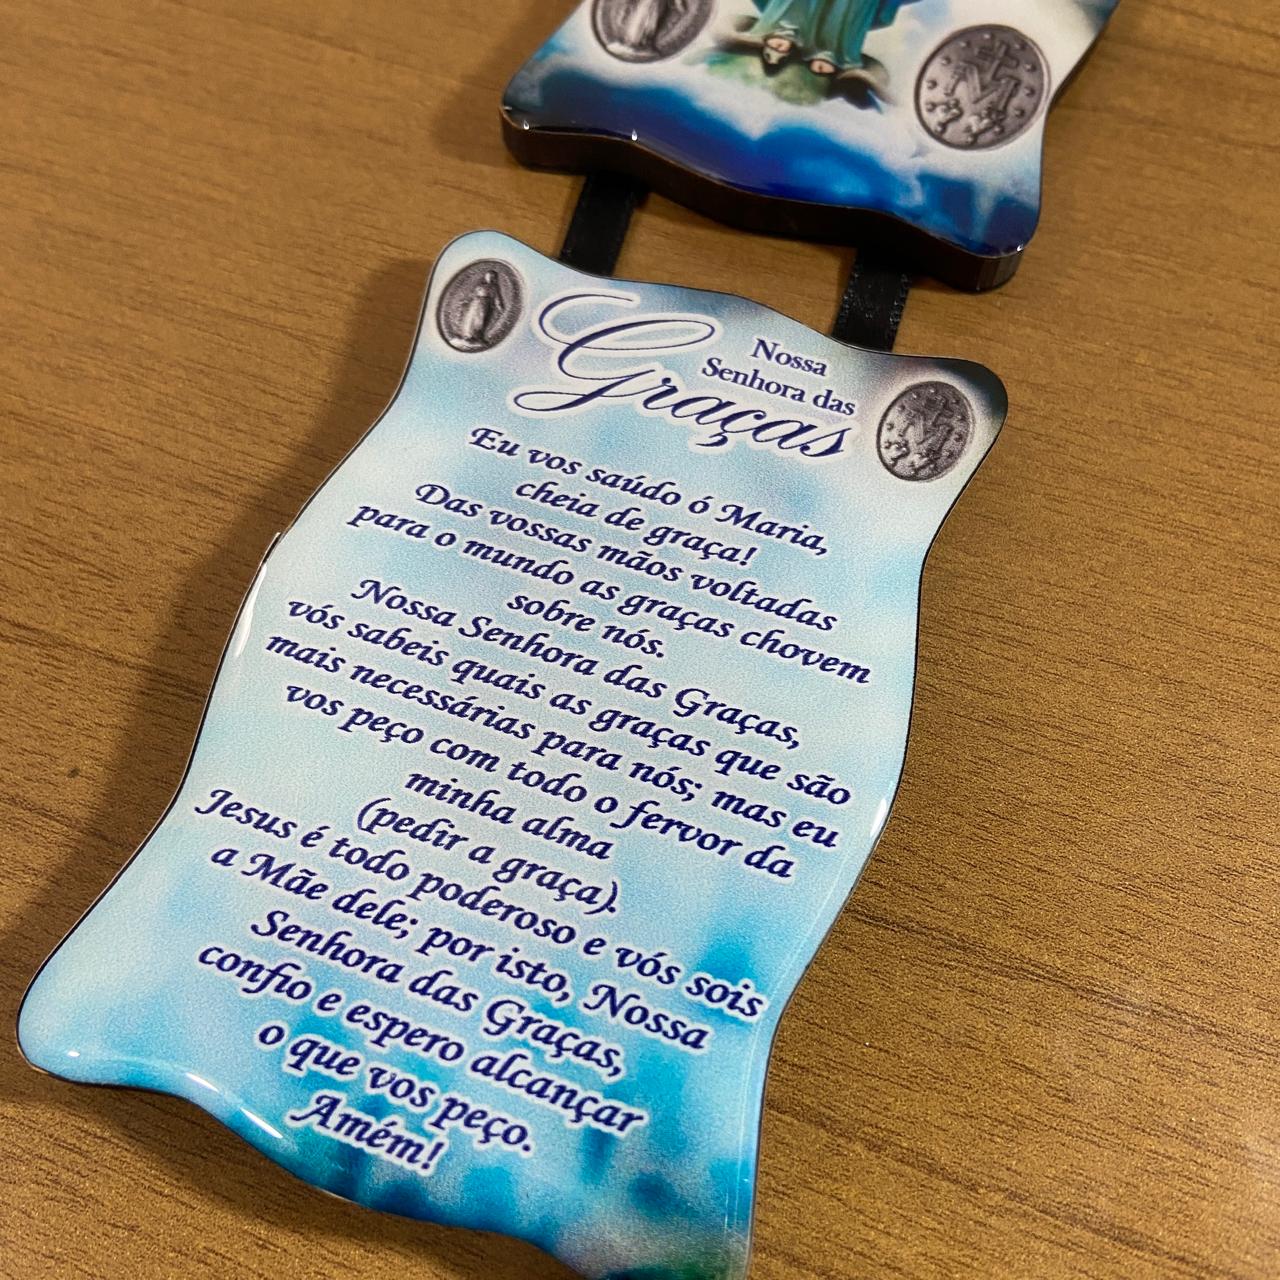 Nossa
Senhora das
Graças
Eu vos saúdo ó Maria,
cheia de graça!
Das vossas mãos voltadas
para o mundo as graças chovem
sobre nós.
Nossa Senhora das Graças,
vós sabeis quais as graças que são
mais necessárias para nós; mas eu
vos peço com todo o fervor da
minha alma
(pedir a graça).
Jesus é todo poderoso e vós sois
a Mãe dele; por isto, Nossa
Senhora das Graças,
confio e espero alcançar
o que vos peço.
Amém!